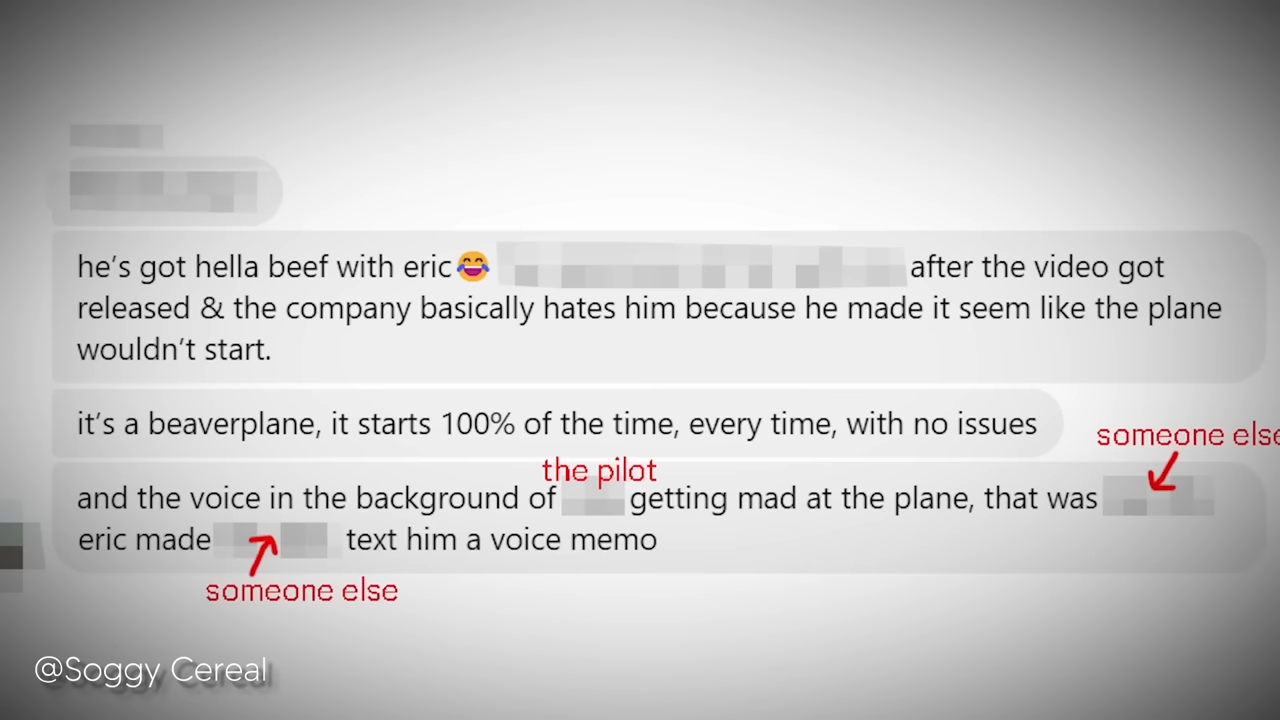 he's got hella beef with eric😂 after the video got
released & the company basically hates him because he made it seem like the plane
wouldn't start.
it's a beaverplane, it starts 100% of the time, every time, with no issues
someone else
the pilot
and the voice in the background of getting mad at the plane, that was
eric made text him a voice memo
someone else
@Soggy Cereal